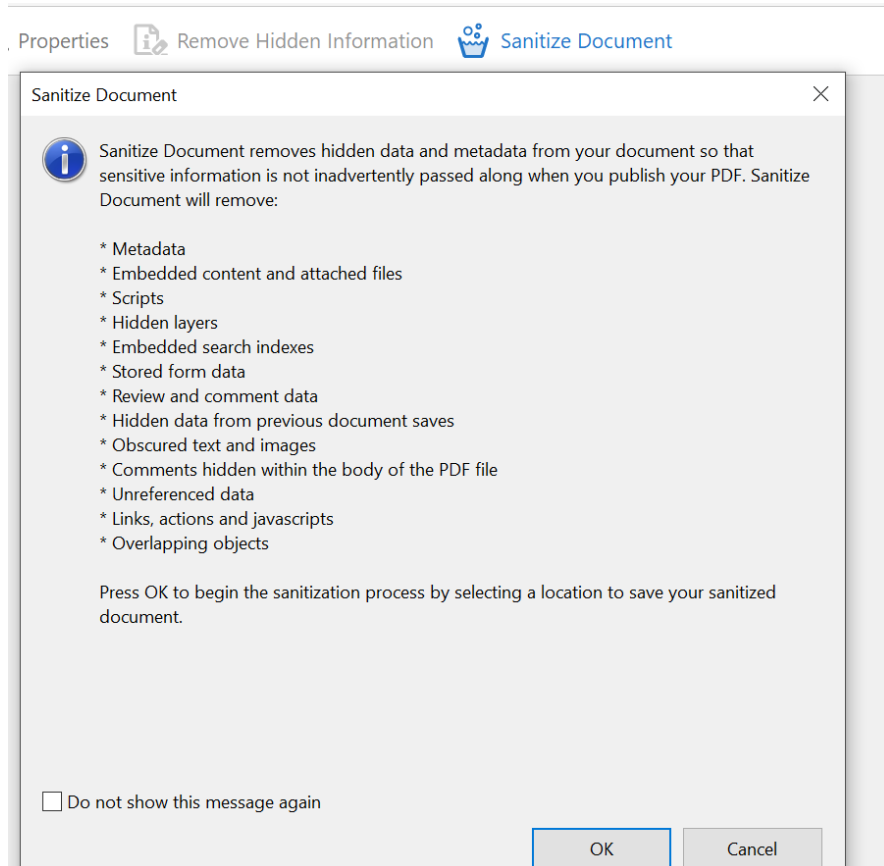 Properties Remove Hidden Information Sanitize Document
Sanitize Document
Sanitize Document removes hidden data and metadata from your document so that
sensitive information is not inadvertently passed along when you publish your PDF. Sanitize
Document will remove:
* Metadata
* Embedded content and attached files
* Scripts
* Hidden layers
* Embedded search indexes
* Stored form data
* Review and comment data
* Hidden data from previous document saves
* Obscured text and images
* Comments hidden within the body of the PDF file
* Unreferenced data
* Links, actions and javascripts
* Overlapping objects
Press OK to begin the sanitization process by selecting a location to save your sanitized
document.
Do not show this message again
OK Cancel